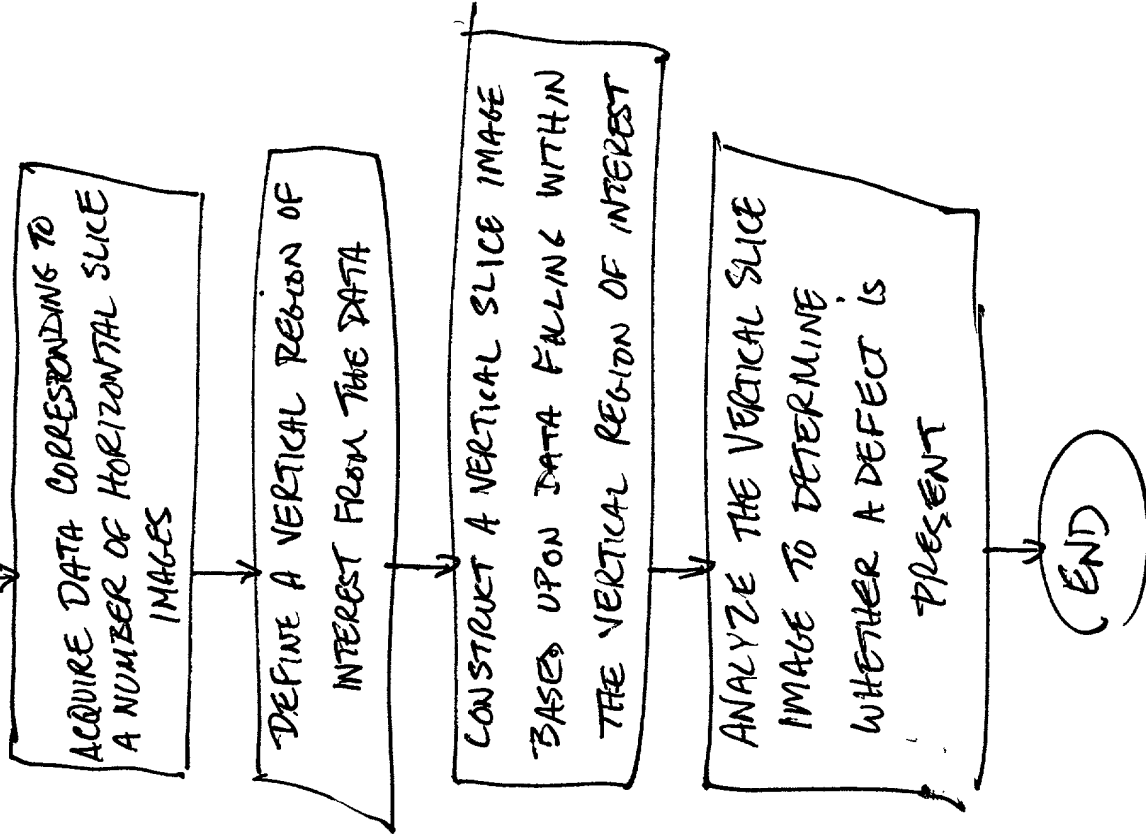 ACQUIRE DATA CORRESPONDING TO
A NUMBER OF HORIZONTAL SLICE
IMAGES
DEFINE A VERTICAL REGION OF
INTEREST FROM THE DATA
CONSTRUCT A VERTICAL SLICE IMAGE
BASED UPON DATA FALLING WITHIN
THE VERTICAL REGION OF INTEREST
ANALYZE THE VERTICAL SLICE
IMAGE TO DETERMINE
WHETHER A DEFECT IS
PRESENT
END